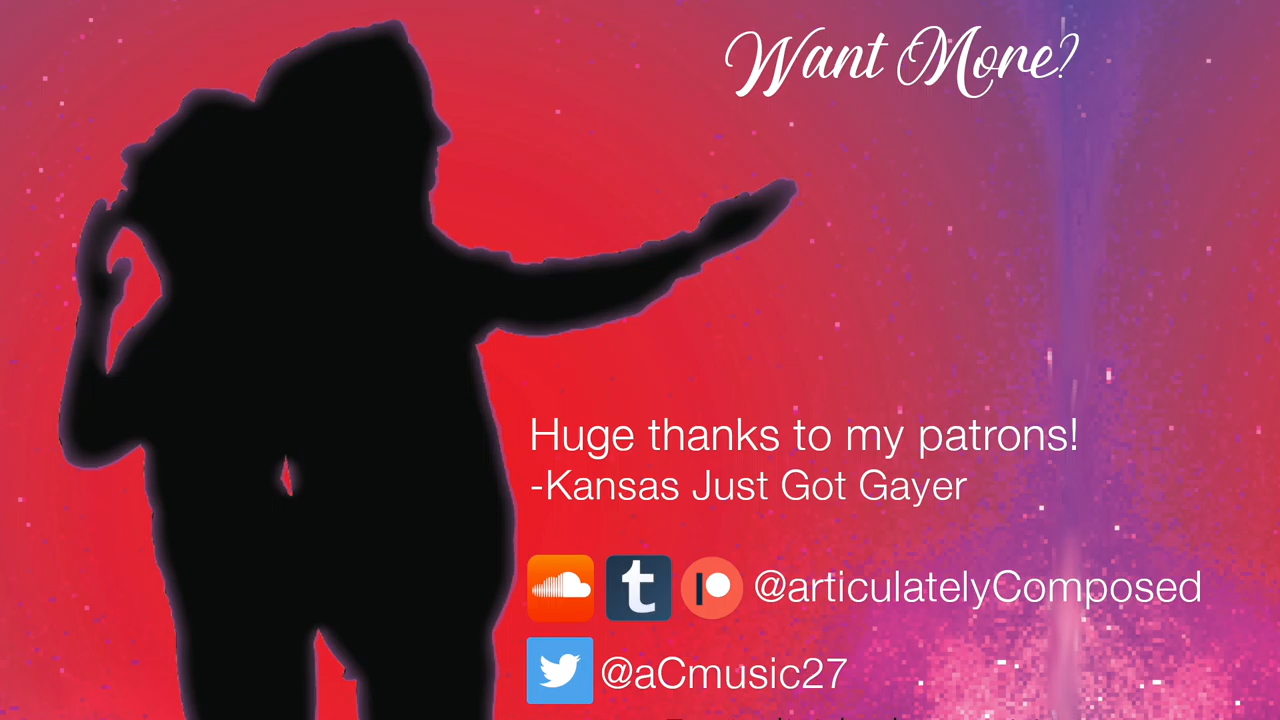 Want More?
Huge thanks to my patrons!
-Kansas Just Got Gayer
@articulatelyComposed
@aCmusic27